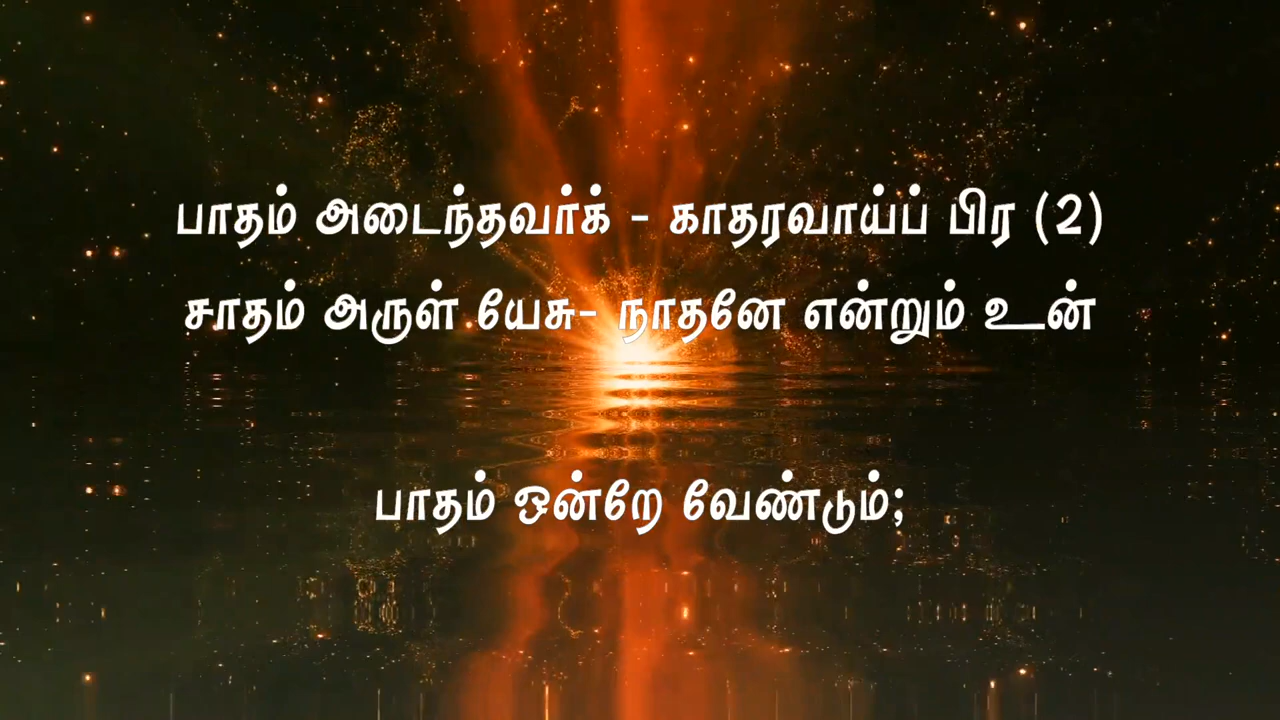 பாதம் அடைந்தவர்க் - காதரவாய்ப் பிர (2)
சாதம் அருள் யேசு- நாதனே என்றும் உன்
பாதம் ஒன்றே வேண்டும்;